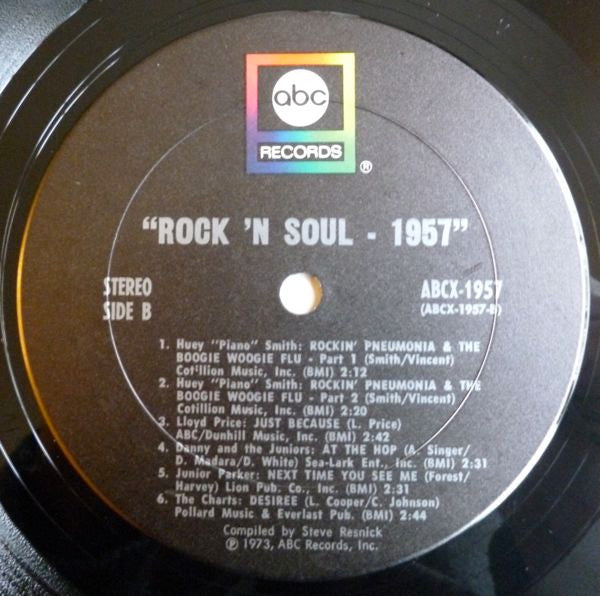 abc
RECORDS
®
“ROCK 'N SOUL - 1957”
STEREO
SIDE B
ABCX-1957
(ABCX-1957-B)
1. Huey "Piano" Smith: ROCKIN' PNEUMONIA & THE
BOOGIE WOOGIE FLU - Part 1 (Smith/Vincent)
Cotillion Music, Inc. (BMI) 2:12
2. Huey "Piano" Smith: ROCKIN' PNEUMONIA & THE
BOOGIE WOOGIE FLU - Part 2 (Smith/Vincent)
Cotillion Music, Inc. (BMI) 2:20
3. Lloyd Price: JUST BECAUSE (L. Price)
ABC/Dunhill Music, Inc. (BMI) 2:42
4. Danny and the Juniors: AT THE HOP (A. Singer/
D. Madara/D. White) Sea-Lark Ent., Inc. (BMI) 2:31
5. Junior Parker: NEXT TIME YOU SEE ME (Forest/
Harvey) Lion Pub. Co., Inc. (BMI) 2:31
6. The Charts: DESIREE (L. Cooper/C. Johnson)
Pollard Music & Everlast Pub. (BMI) 2:44
Compiled by Steve Resnick
℗ 1973, ABC Records, Inc.